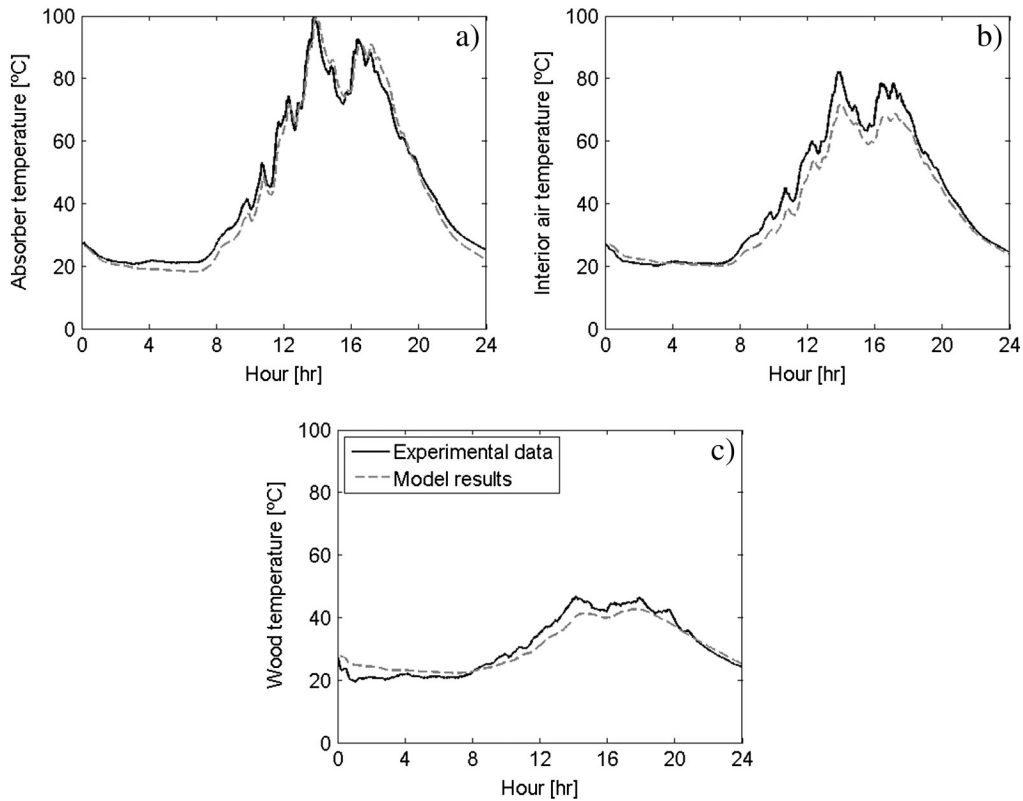 a)
Absorber temperature [ºC]
100
80
60
40
20
0
0 4 8 12 16 20 24
Hour [hr]
b)
Interior air temperature [ºC]
100
80
60
40
20
0
0 4 8 12 16 20 24
Hour [hr]
c)
Experimental data
Model results
Wood temperature [ºC]
100
80
60
40
20
0
0 4 8 12 16 20 24
Hour [hr]